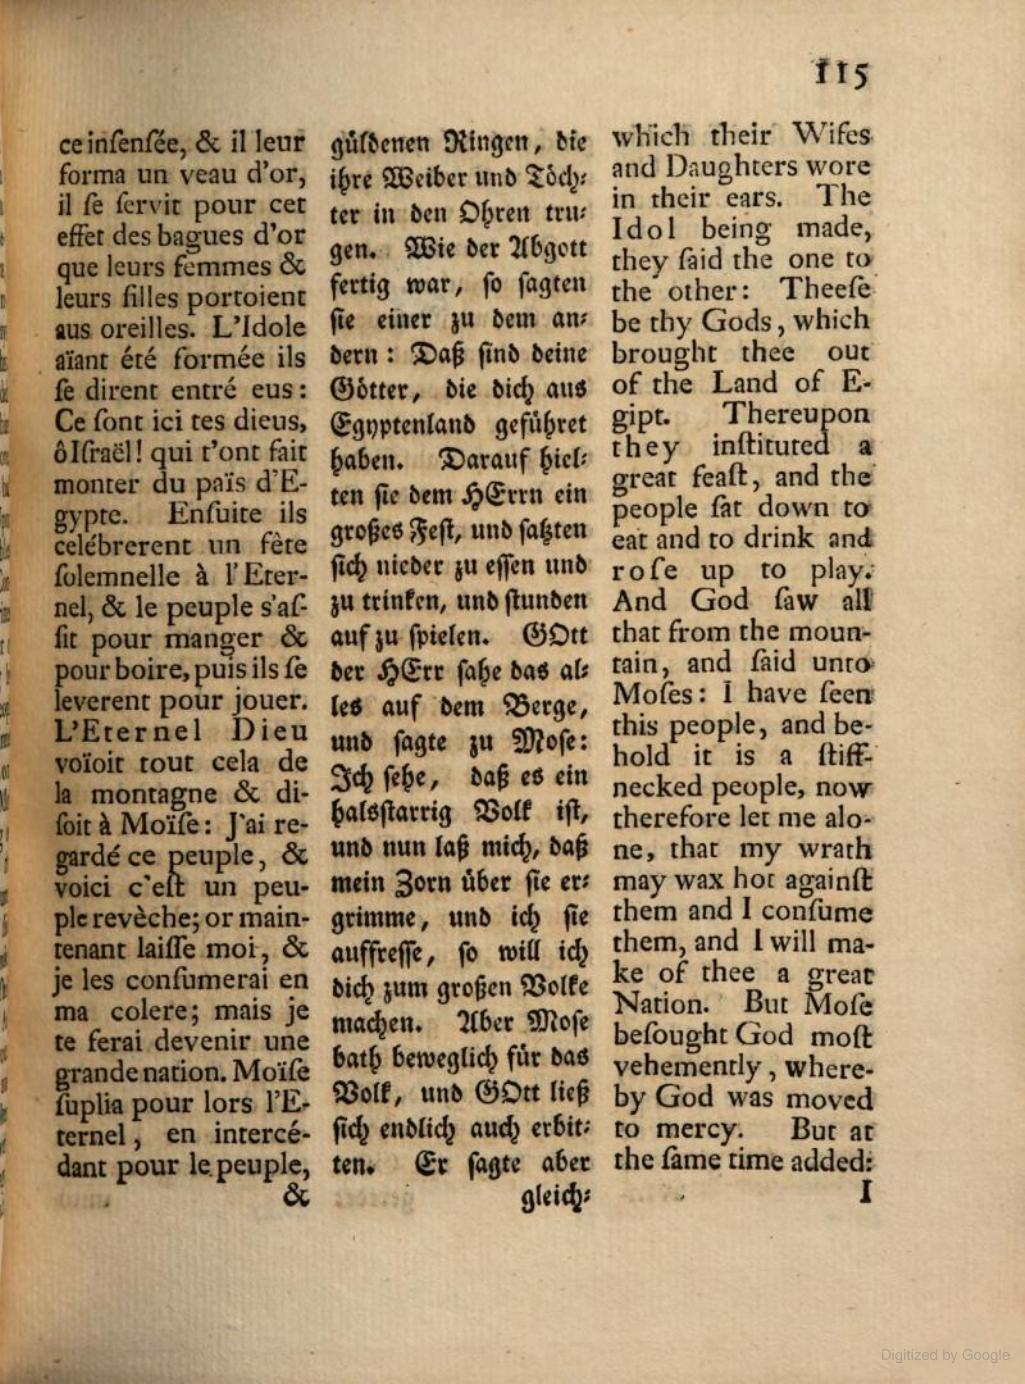 115
ce insensée, & il leur
forma un veau d'or,
il se servit pour cet
effet des bagues d'or
que leurs femmes &
leurs filles portoient
aus oreilles. L'Idole
aïant été formée ils
se dirent entré eus:
Ce sont ici tes dieus,
ô Israël! qui t'ont fait
monter du païs d'E-
gypte. Ensuite ils
celébrerent un fète
solemnelle à l'Eter-
nel, & le peuple s'as-
sit pour manger &
pour boire, puis ils se
leverent pour jouer.
L'Eternel Dieu
voïoit tout cela de
la montagne & di-
soit à Moïse: J'ai re-
gardé ce peuple, &
voici c'est un peu-
ple revèche; or main-
tenant laisse moi, &
je les consumerai en
ma colere; mais je
te ferai devenir une
grande nation. Moïse
suplia pour lors l'E-
ternel, en intercé-
dant pour le peuple,
&
güldenen Ringen, die
ihre Weiber und Töch-
ter in den Ohren tru-
gen. Wie der Abgott
fertig war, so sagten
sie einer zu dem an-
dern: Daß sind deine
Götter, die dich aus
Egyptenland geführet
haben. Darauf hiel-
ten sie dem HErrn ein
großes Fest, und saßten
sich nieder zu essen und
zu trinken, und stunden
auf zu spielen. GOtt
der HErr sahe das al-
les auf dem Berge,
und sagte zu Mose:
Ich sehe, daß es ein
halsstarrig Volk ist,
und nun laß mich, daß
mein Zorn über sie er-
grimme, und ich sie
auffresse, so will ich
dich zum großen Volke
machen. Aber Mose
bath beweglich für das
Volk, und GOtt ließ
sich endlich auch erbit-
ten. Er sagte aber
gleich-
which their Wifes
and Daughters wore
in their ears. The
Idol being made,
they said the one to
the other: Theese
be thy Gods, which
brought thee out
of the Land of E-
gipt. Thereupon
they instituted a
great feast, and the
people sat down to
eat and to drink and
rose up to play.
And God saw all
that from the moun-
tain, and said unto
Moses: I have seen
this people, and be-
hold it is a stiff-
necked people, now
therefore let me alo-
ne, that my wrath
may wax hot against
them and I consume
them, and I will ma-
ke of thee a great
Nation. But Mose
besought God most
vehemently, where-
by God was moved
to mercy. But at
the same time added:
I
Digitized by Google